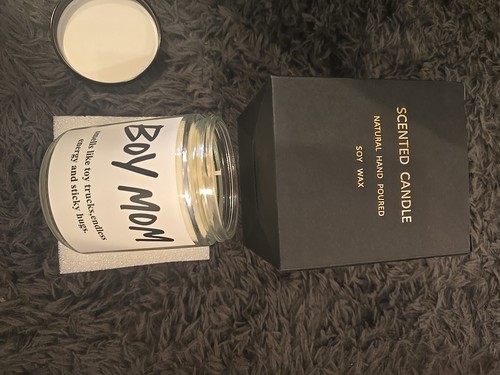 BOY MOM
smells like toy trucks,endless
energy and sticky hugs.
SCENTED CANDLE
NATURAL HAND POURED
SOY WAX